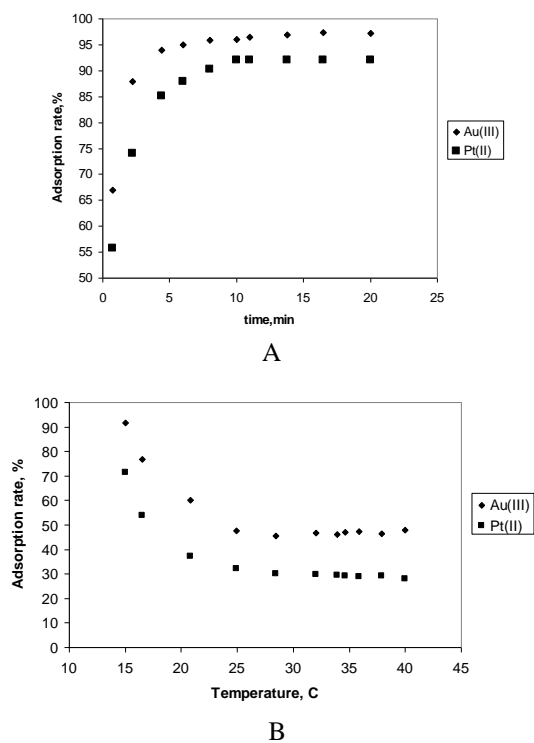 Adsorption rate,%
100
95
90
85
80
75
70
65
60
55
50
0 5 10 15 20 25
time,min
Au(III)
Pt(II)
A
Adsorption rate, %
100
90
80
70
60
50
40
30
20
10
0
10 15 20 25 30 35 40 45
Temperature, C
Au(III)
Pt(II)
B